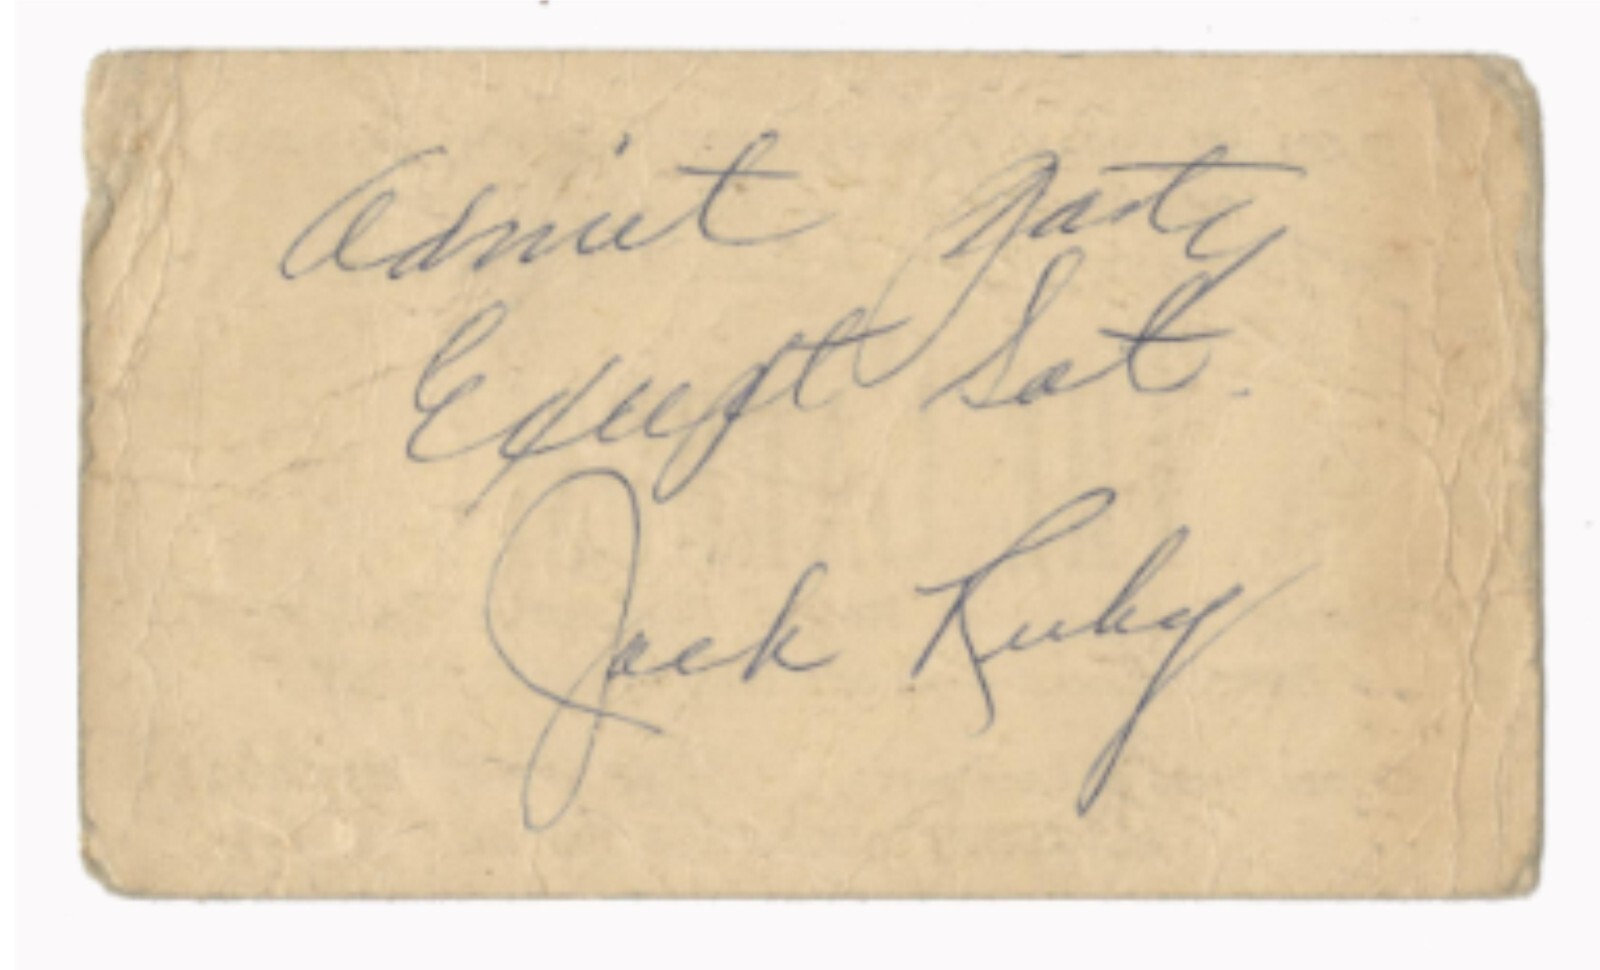 Admit Party
Except Sat.
Jack Ruby